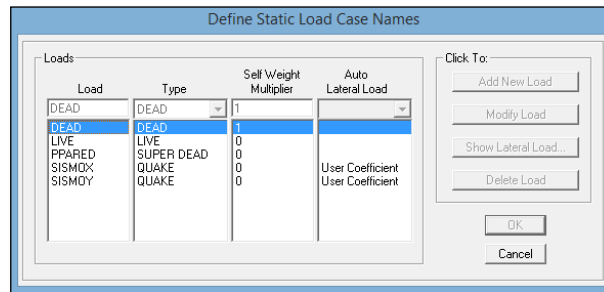 Define Static Load Case Names
Loads
Load Type Self Weight Multiplier Auto Lateral Load
DEAD DEAD 1
DEAD DEAD 1
LIVE LIVE 0
PPARED SUPER DEAD 0
SISMOX QUAKE 0 User Coefficient
SISMOY QUAKE 0 User Coefficient
Click To:
Add New Load
Modify Load
Show Lateral Load...
Delete Load
OK
Cancel